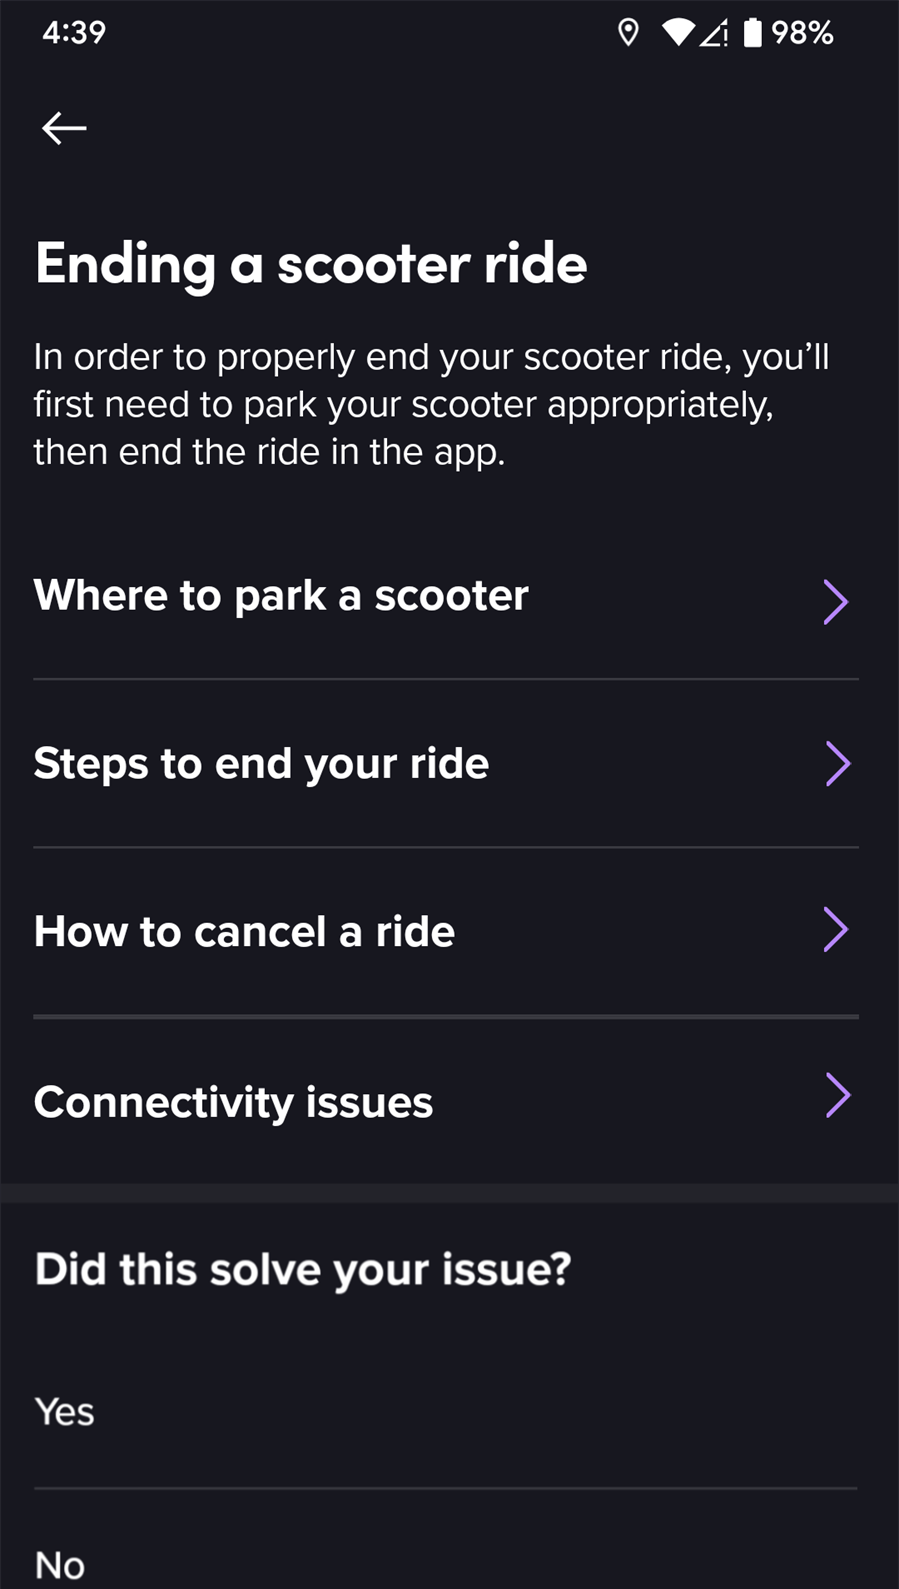 4:39
98%
Ending a scooter ride
In order to properly end your scooter ride, you’ll
first need to park your scooter appropriately,
then end the ride in the app.
Where to park a scooter
Steps to end your ride
How to cancel a ride
Connectivity issues
Did this solve your issue?
Yes
No